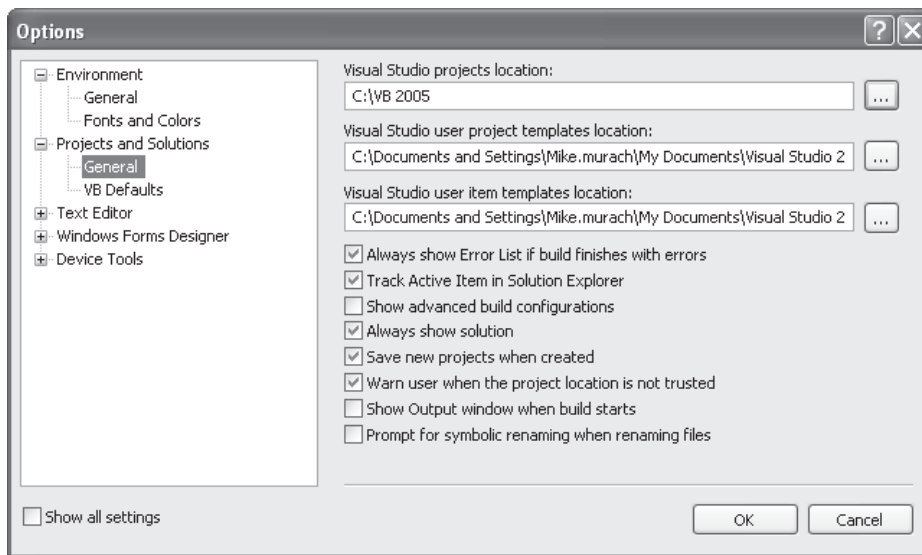 Options
Environment
General
Fonts and Colors
Projects and Solutions
General
VB Defaults
Text Editor
Windows Forms Designer
Device Tools
Show all settings
Visual Studio projects location:
C:\VB 2005
...
Visual Studio user project templates location:
C:\Documents and Settings\Mike.murach\My Documents\Visual Studio 2
...
Visual Studio user item templates location:
C:\Documents and Settings\Mike.murach\My Documents\Visual Studio 2
...
Always show Error List if build finishes with errors
Track Active Item in Solution Explorer
Show advanced build configurations
Always show solution
Save new projects when created
Warn user when the project location is not trusted
Show Output window when build starts
Prompt for symbolic renaming when renaming files
OK
Cancel